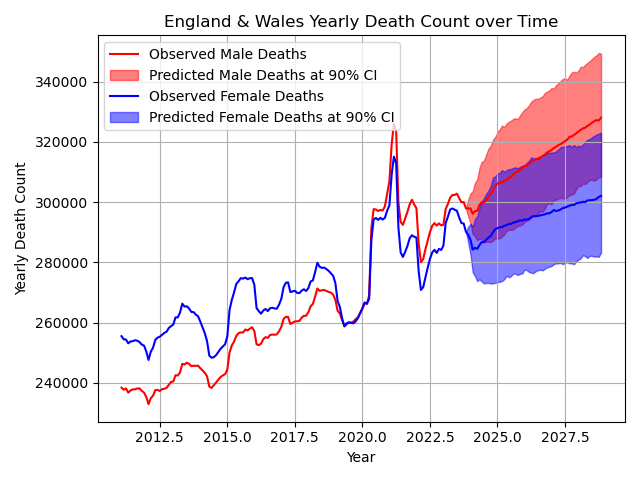 England & Wales Yearly Death Count over Time
Observed Male Deaths
Predicted Male Deaths at 90% CI
Observed Female Deaths
Predicted Female Deaths at 90% CI
Yearly Death Count
340000
320000
300000
280000
260000
240000
2012.5 2015.0 2017.5 2020.0 2022.5 2025.0 2027.5
Year